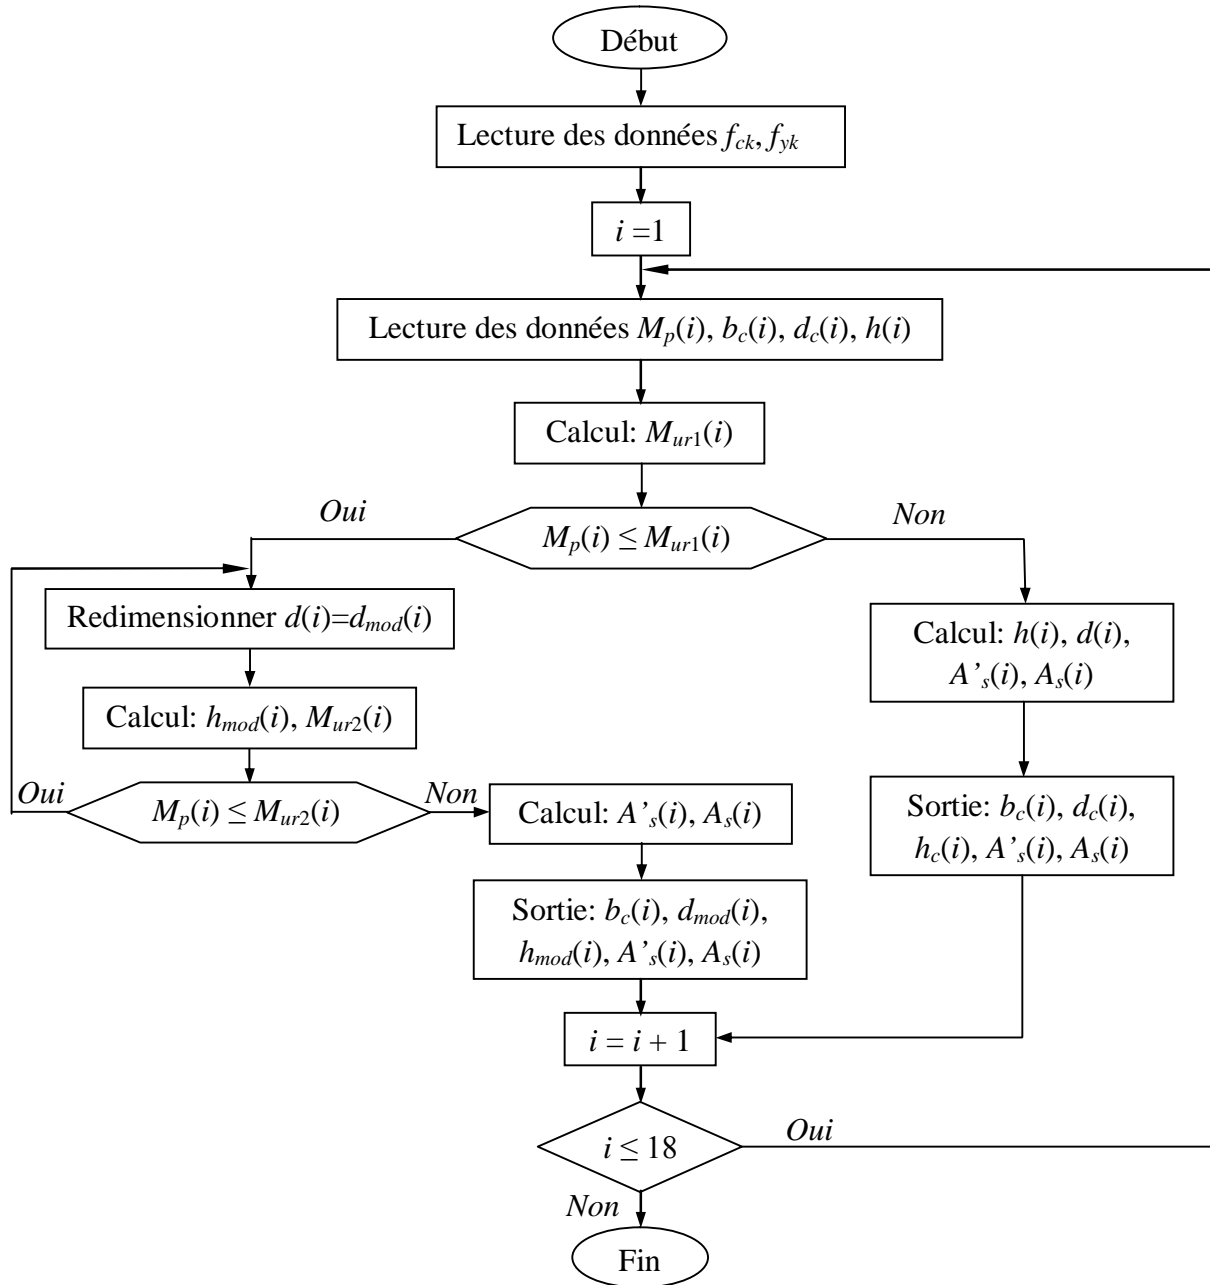 Début
Lecture des données f_ck, f_yk
i =1
Lecture des données M_p(i), b_c(i), d_c(i), h(i)
Calcul: M_ur1(i)
Oui
Non
M_p(i) ≤ M_ur1(i)
Redimensionner d(i)=d_mod(i)
Calcul: h(i), d(i),
A’_s(i), A_s(i)
Calcul: h_mod(i), M_ur2(i)
Oui
M_p(i) ≤ M_ur2(i)
Non
Calcul: A’_s(i), A_s(i)
Sortie: b_c(i), d_c(i),
h_c(i), A’_s(i), A_s(i)
Sortie: b_c(i), d_mod(i),
h_mod(i), A’_s(i), A_s(i)
i = i + 1
i ≤ 18
Oui
Non
Fin